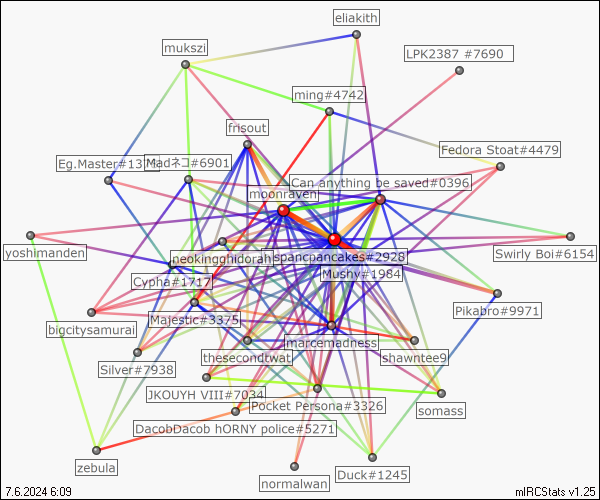 eliakith
mukszi
LPK2387 #7690
ming#4742
frisout
Fedora Stoat#4479
Eg.Master#13
Madネコ#6901
Can anything be saved#0396
moonraven
yoshimanden
neokingghidorah
spancpancakes#2928
Swirly Boi#6154
Mushy#1984
Cypha#1717
Pikabro#9971
bigcitysamurai
Majestic#3375
marcemadness
thesecondtwat
shawntee9
Silver#7938
JKOUYH VIII#7034
somass
Pocket Persona#3326
DacobDacob hORNY police#5271
zebula
Duck#1245
normalwan
7.6.2024 6:09
mIRCStats v1.25